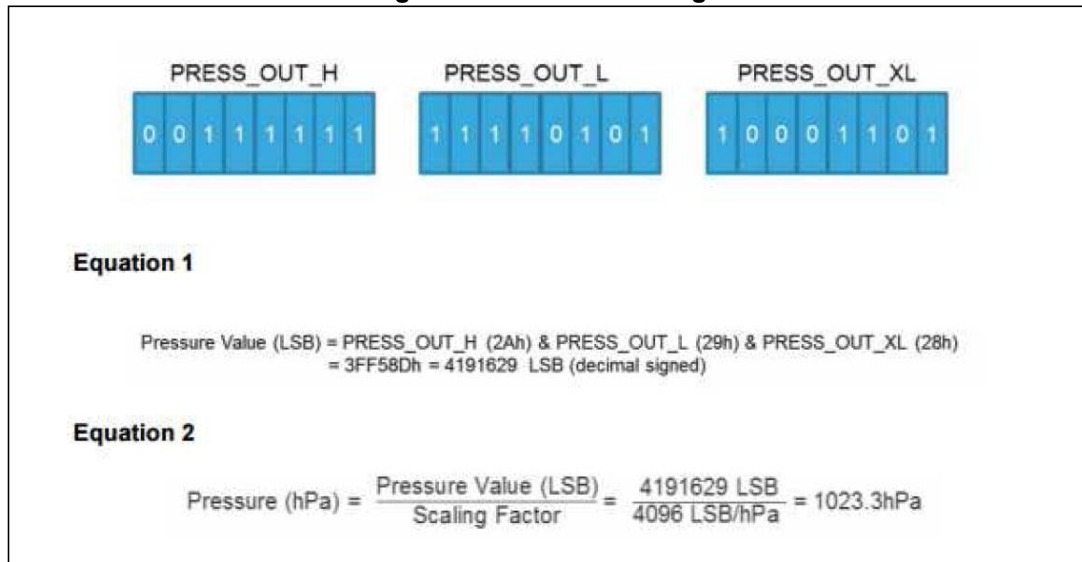 PRESS_OUT_H PRESS_OUT_L PRESS_OUT_XL
0 0 1 1 1 1 1 1 1 1 1 1 0 1 0 1 1 0 0 0 1 1 0 1
Equation 1
Pressure Value (LSB) = PRESS_OUT_H (2Ah) & PRESS_OUT_L (29h) & PRESS_OUT_XL (28h)
= 3FF58Dh = 4191629 LSB (decimal signed)
Equation 2
Pressure (hPa) = Pressure Value (LSB) / Scaling Factor = 4191629 LSB / 4096 LSB/hPa = 1023.3hPa